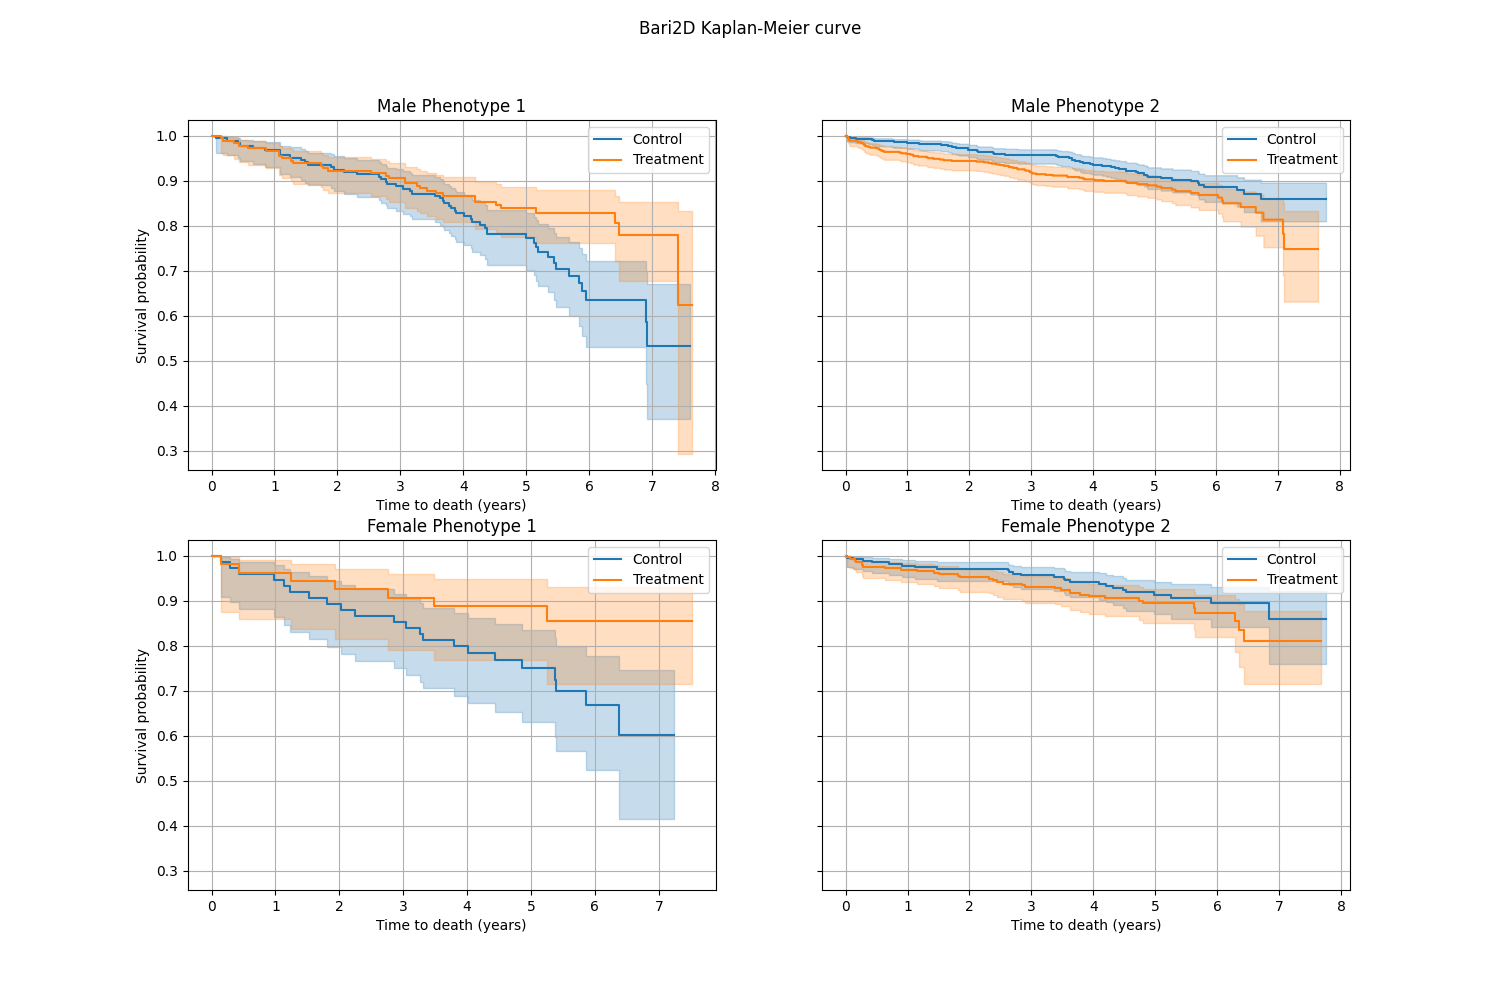 Bari2D Kaplan-Meier curve
Male Phenotype 1
Control
Treatment
1.0
0.9
0.8
0.7
0.6
0.5
0.4
0.3
Survival probability
0 1 2 3 4 5 6 7 8
Time to death (years)
Male Phenotype 2
Control
Treatment
0 1 2 3 4 5 6 7 8
Time to death (years)
Female Phenotype 1
Control
Treatment
1.0
0.9
0.8
0.7
0.6
0.5
0.4
0.3
Survival probability
0 1 2 3 4 5 6 7
Time to death (years)
Female Phenotype 2
Control
Treatment
0 1 2 3 4 5 6 7 8
Time to death (years)